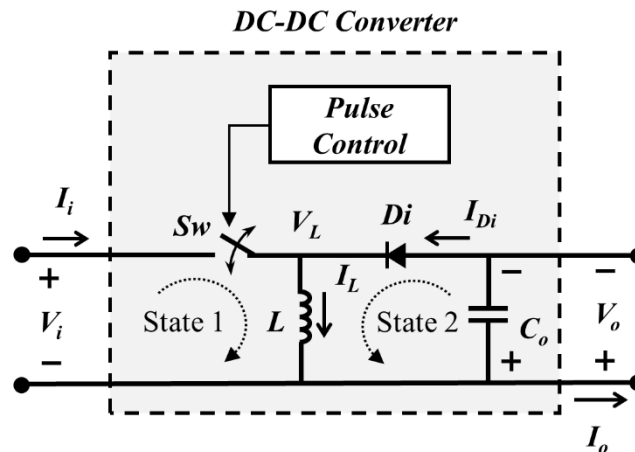 DC-DC Converter
Pulse
Control
I_i
Sw
V_L
Di
I_Di
+
V_i
−
State 1
L
I_L
State 2
−
C_o
+
−
V_o
+
I_o